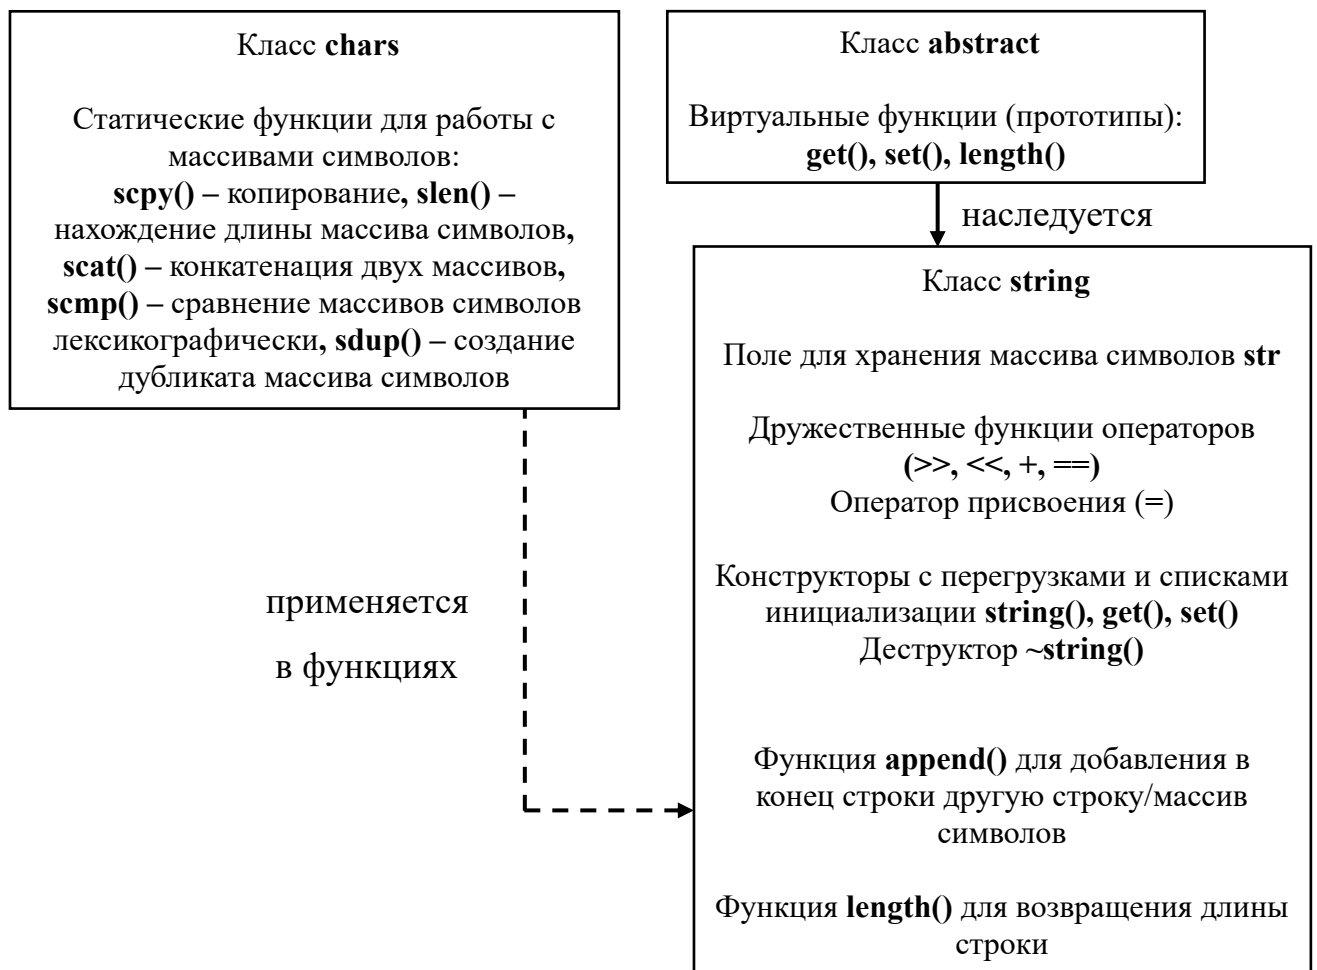 Класс chars
Статические функции для работы с
массивами символов:
scpy() – копирование, slen() –
нахождение длины массива символов,
scat() – конкатенация двух массивов,
scmp() – сравнение массивов символов
лексикографически, sdup() – создание
дубликата массива символов
Класс abstract
Виртуальные функции (прототипы):
get(), set(), length()
наследуется
Класс string
Поле для хранения массива символов str
Дружественные функции операторов
(>>, <<, +, ==)
Оператор присвоения (=)
Конструкторы с перегрузками и списками
инициализации string(), get(), set()
Деструктор ~string()
Функция append() для добавления в
конец строки другую строку/массив
символов
Функция length() для возвращения длины
строки
применяется
в функциях